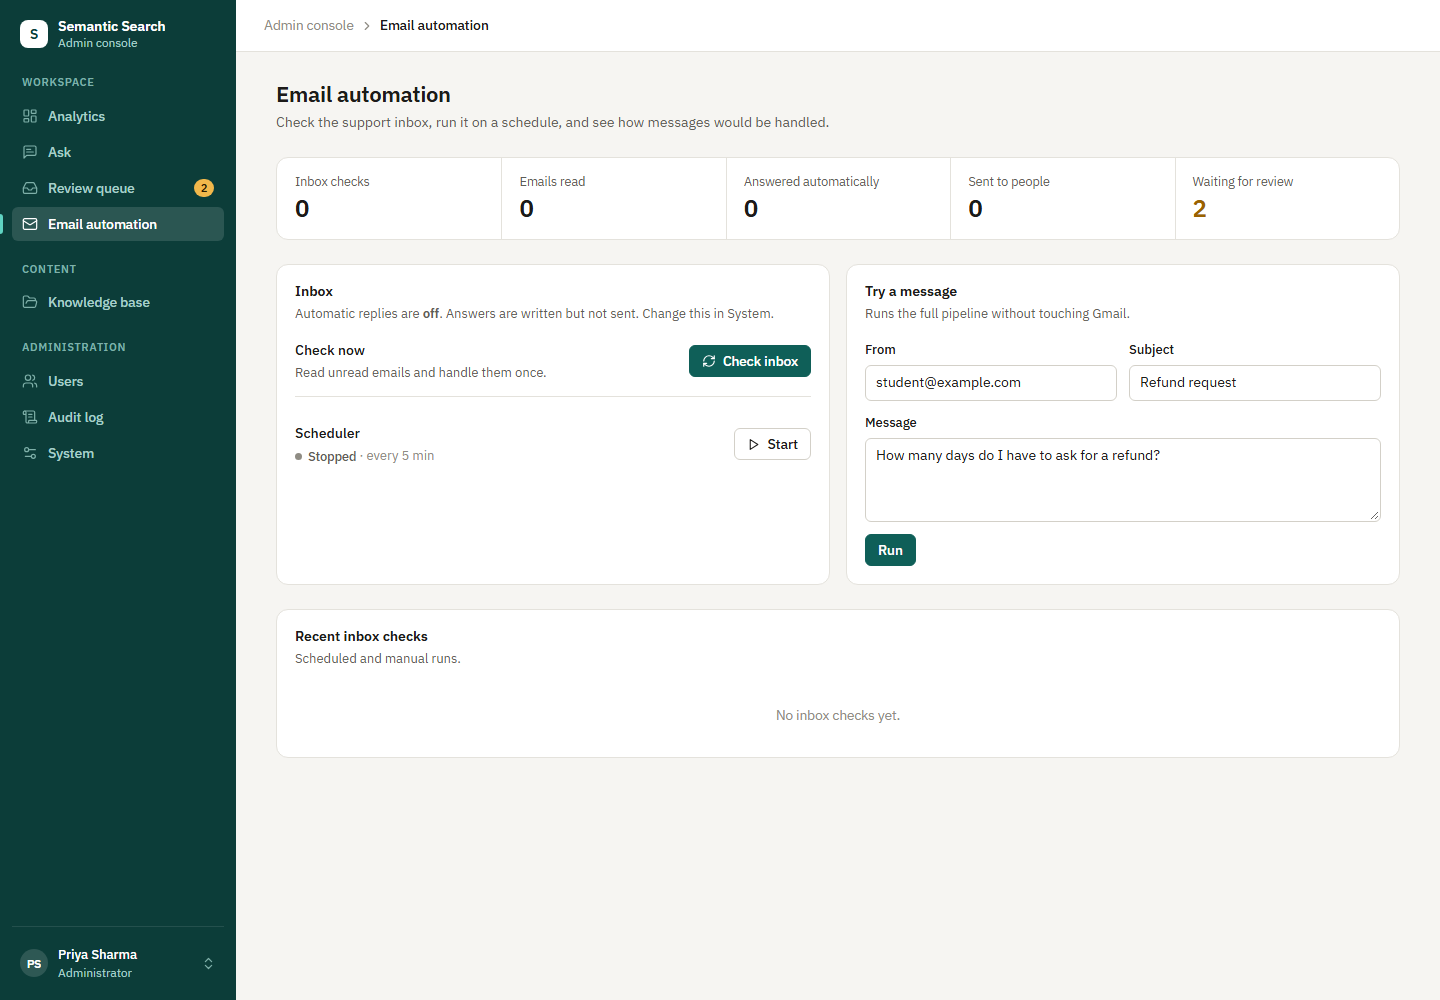 S
Semantic Search
Admin console
WORKSPACE
Analytics
Ask
Review queue
2
Email automation
CONTENT
Knowledge base
ADMINISTRATION
Users
Audit log
System
PS
Priya Sharma
Administrator
Admin console
Email automation
Email automation
Check the support inbox, run it on a schedule, and see how messages would be handled.
Inbox checks
0
Emails read
0
Answered automatically
0
Sent to people
0
Waiting for review
2
Inbox
Automatic replies are off. Answers are written but not sent. Change this in System.
Check now
Read unread emails and handle them once.
Check inbox
Scheduler
Stopped · every 5 min
Start
Try a message
Runs the full pipeline without touching Gmail.
From
student@example.com
Subject
Refund request
Message
How many days do I have to ask for a refund?
Run
Recent inbox checks
Scheduled and manual runs.
No inbox checks yet.